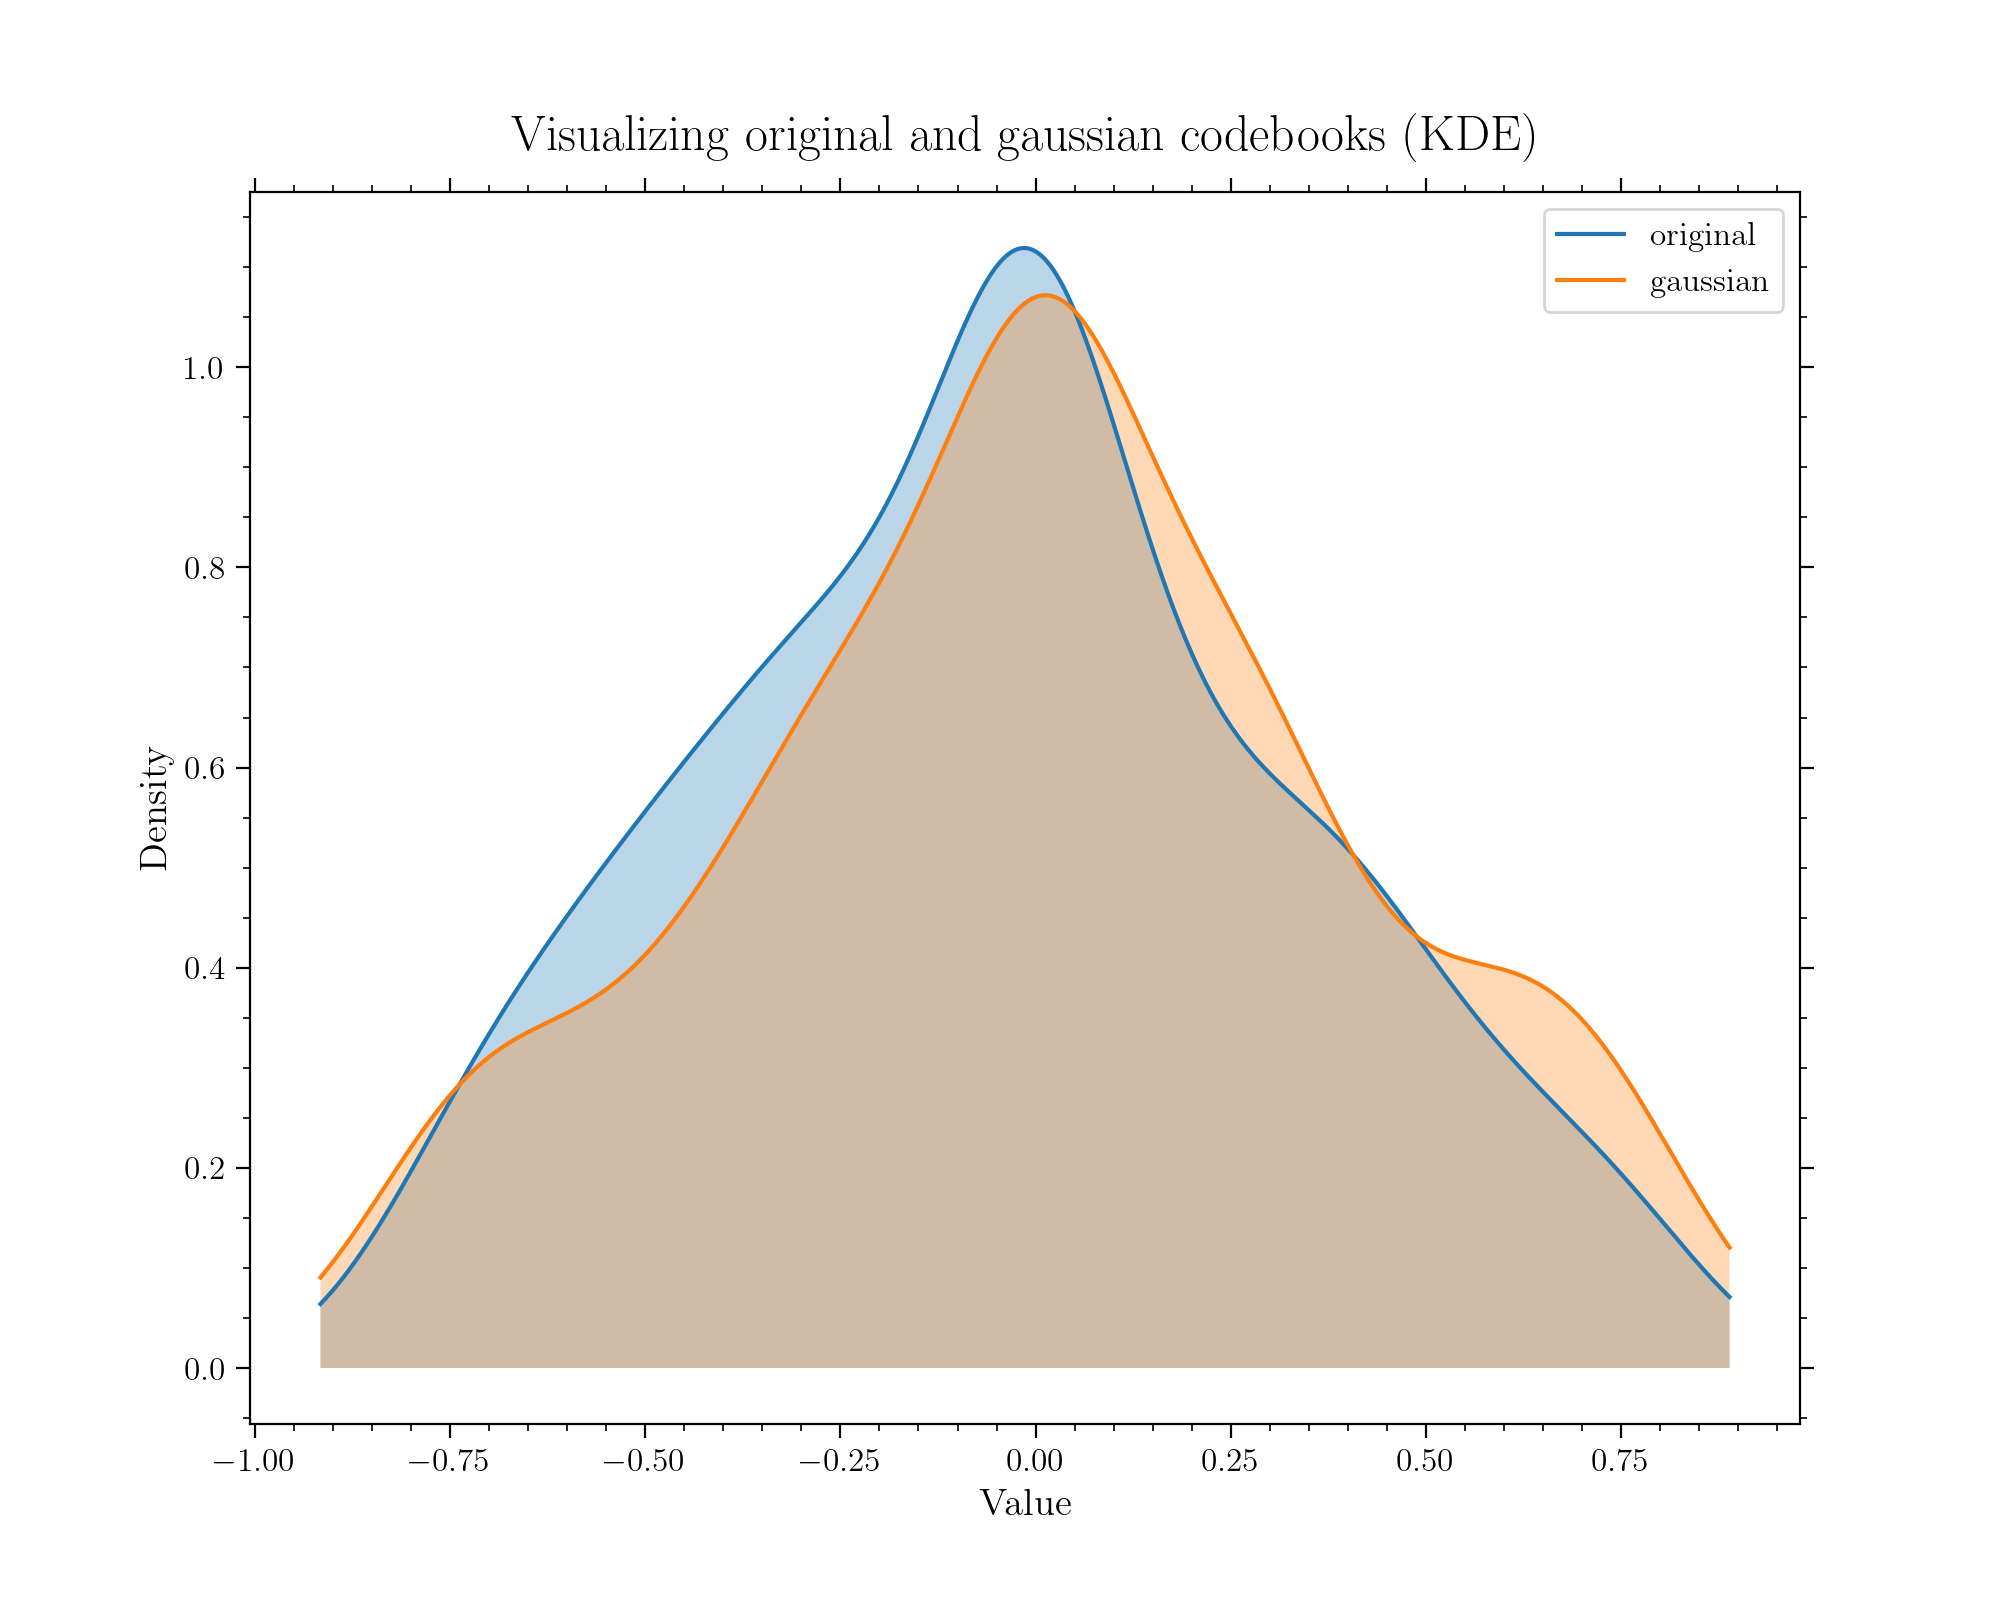 Visualizing original and gaussian codebooks (KDE)
original
gaussian
1.0
0.8
0.6
0.4
0.2
0.0
Density
−1.00 −0.75 −0.50 −0.25 0.00 0.25 0.50 0.75
Value